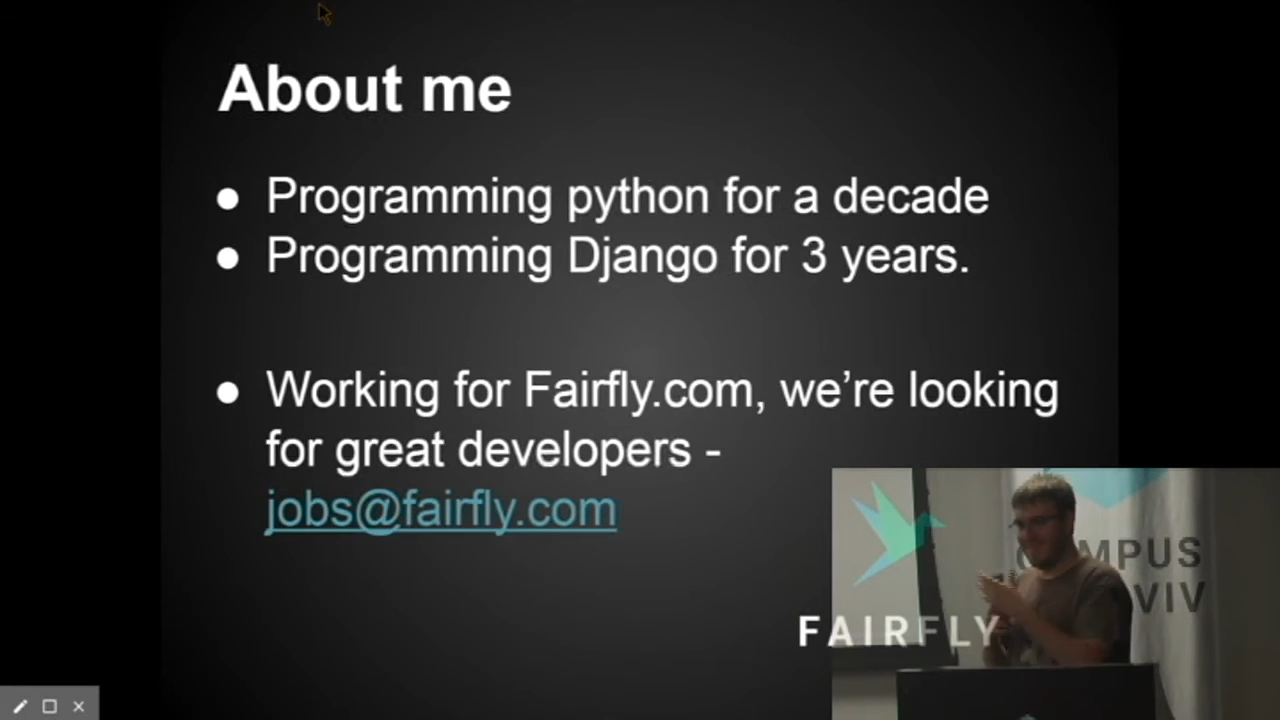 About me
● Programming python for a decade
● Programming Django for 3 years.
● Working for Fairfly.com, we’re looking
for great developers -
jobs@fairfly.com
FAIRFLY
MPUS
VIV